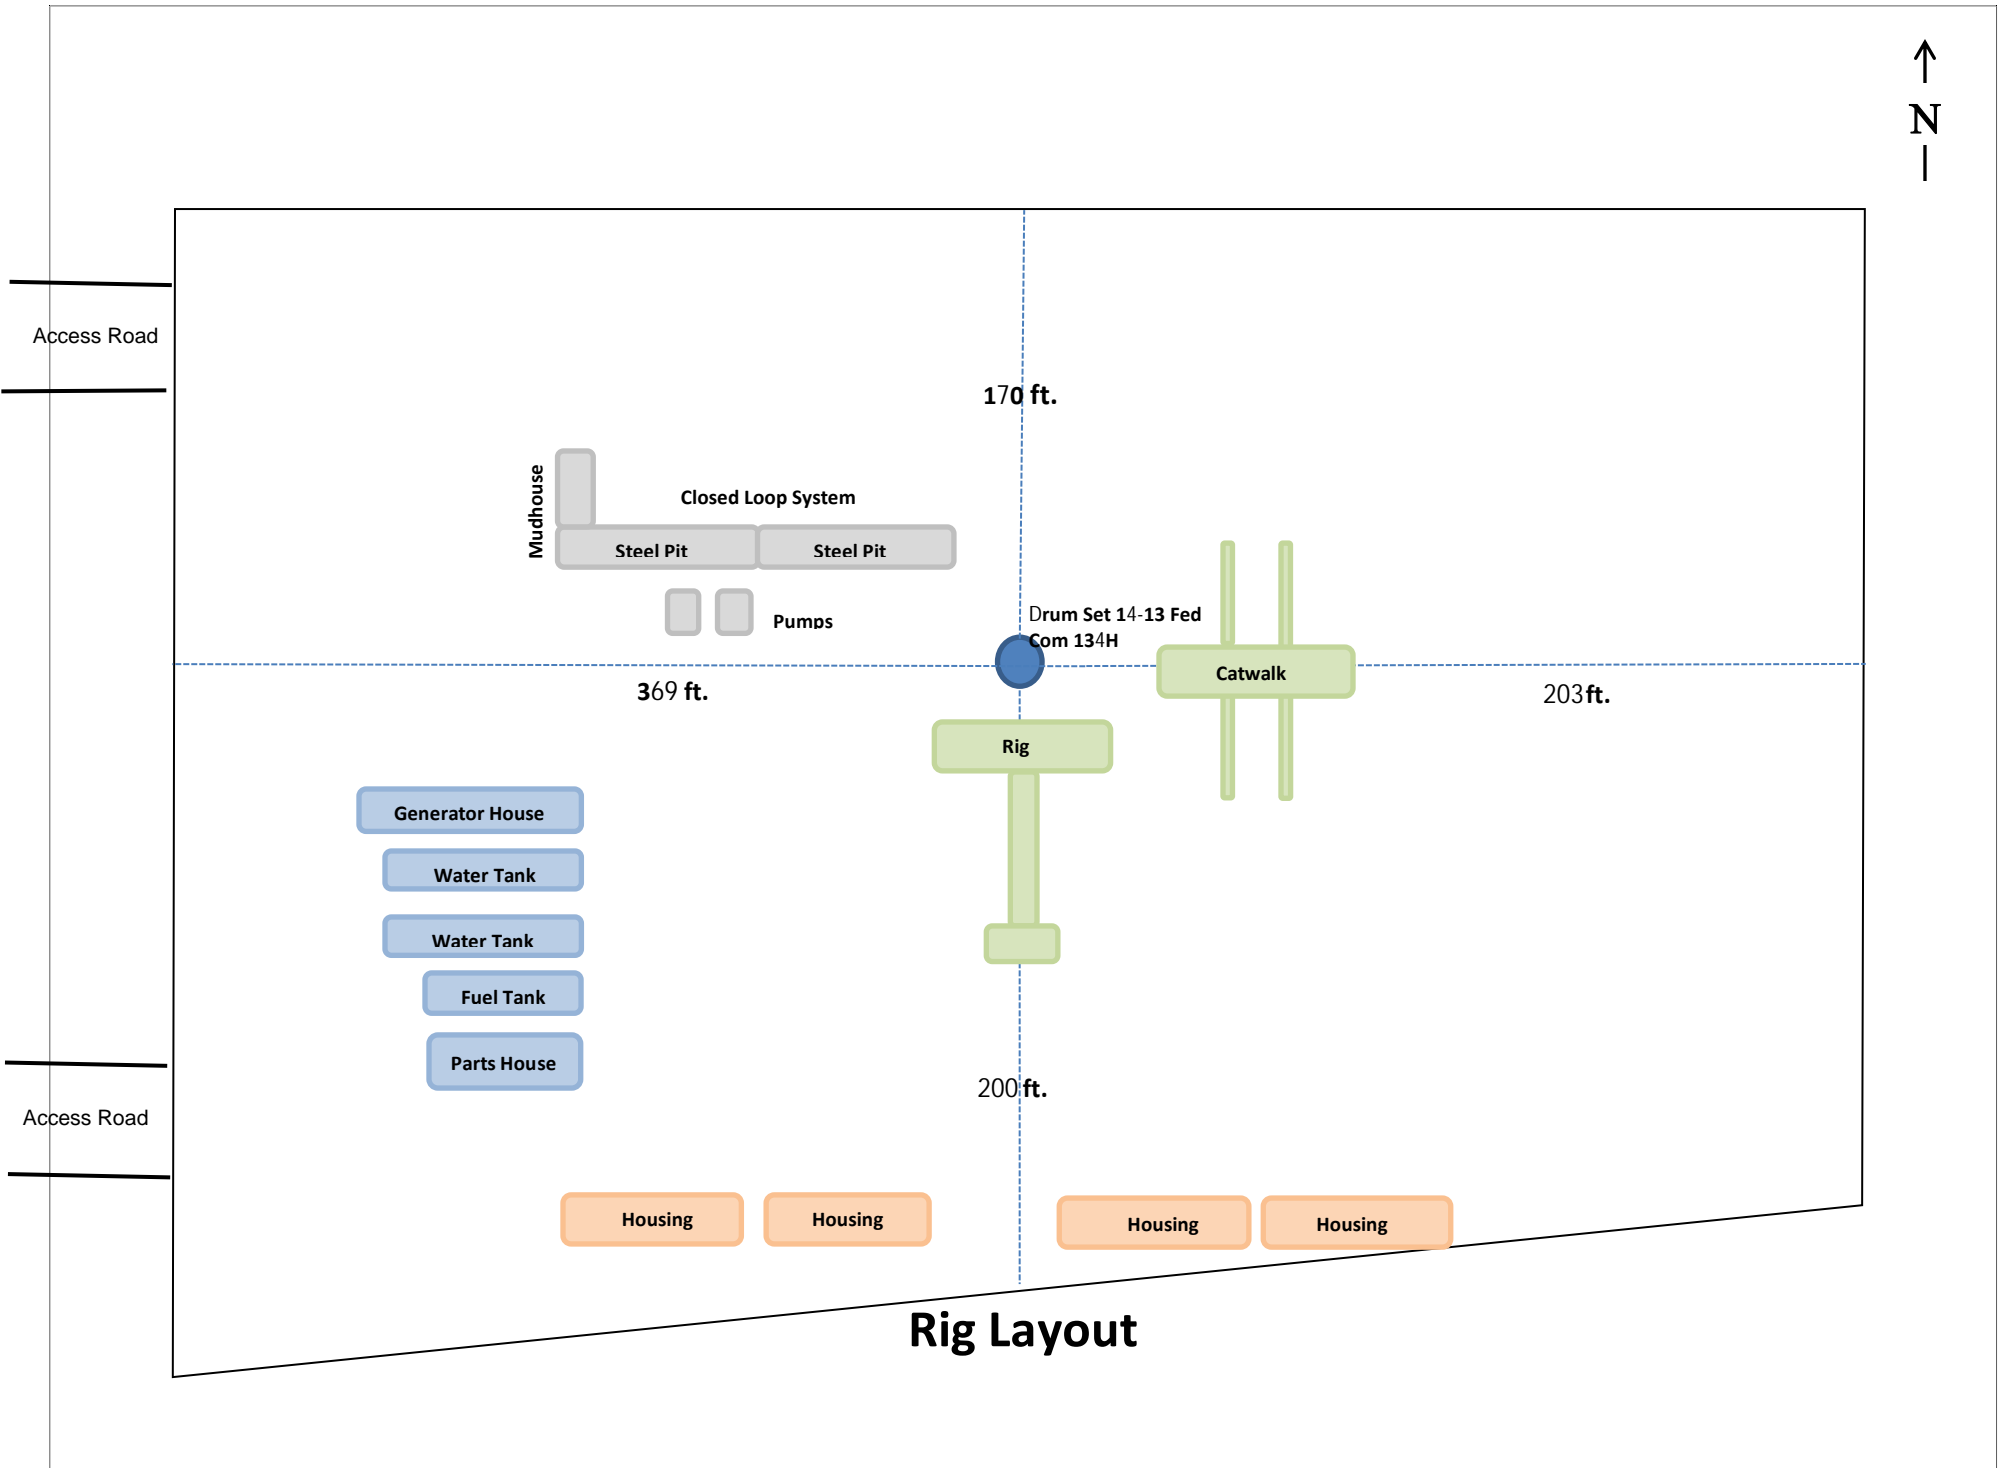 N
Access Road
170 ft.
Mudhouse
Closed Loop System
Steel Pit
Steel Pit
Drum Set 14-13 Fed
Com 134H
Pumps
Catwalk
369 ft.
203 ft.
Rig
Generator House
Water Tank
Water Tank
Fuel Tank
Parts House
200 ft.
Access Road
Housing
Housing
Housing
Housing
Rig Layout